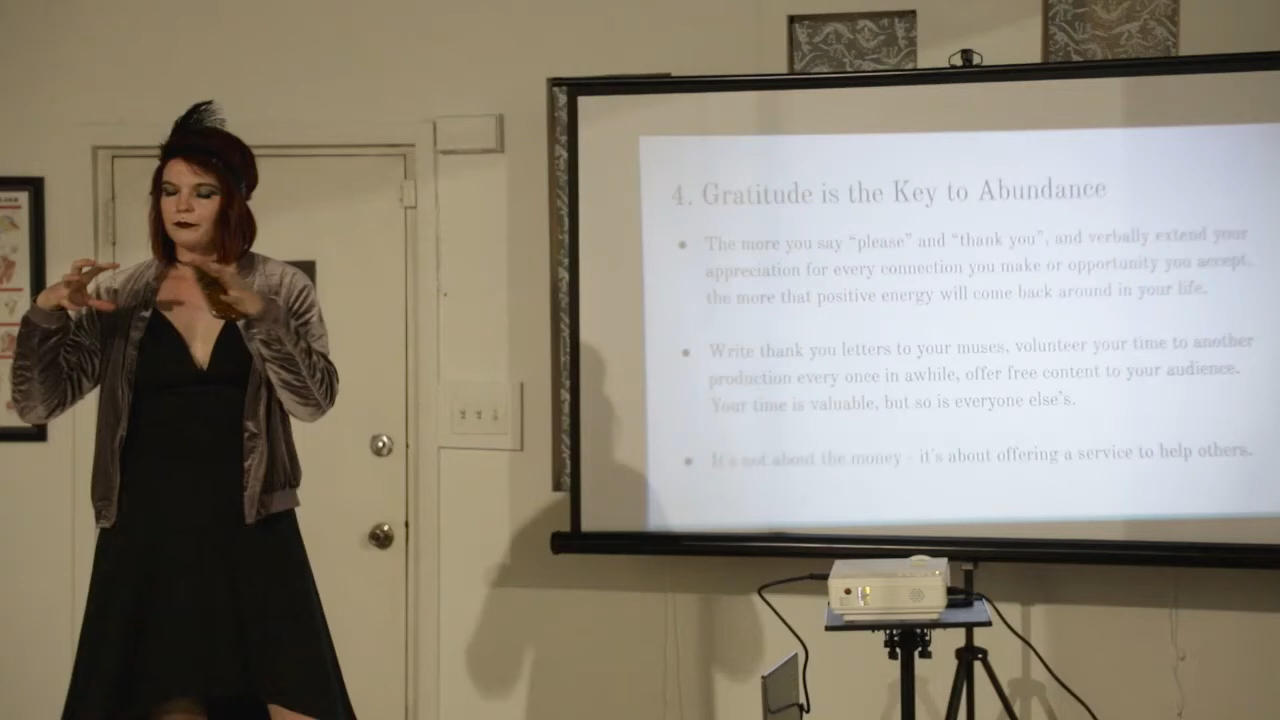 4. Gratitude is the Key to Abundance
● The more you say “please” and “thank you”, and verbally extend your
appreciation for every connection you make or opportunity you accept,
the more that positive energy will come back around in your life.
● Write thank you letters to your muses, volunteer your time to another
production every once in awhile, offer free content to your audience.
Your time is valuable, but so is everyone else’s.
● It’s not about the money - it’s about offering a service to help others.